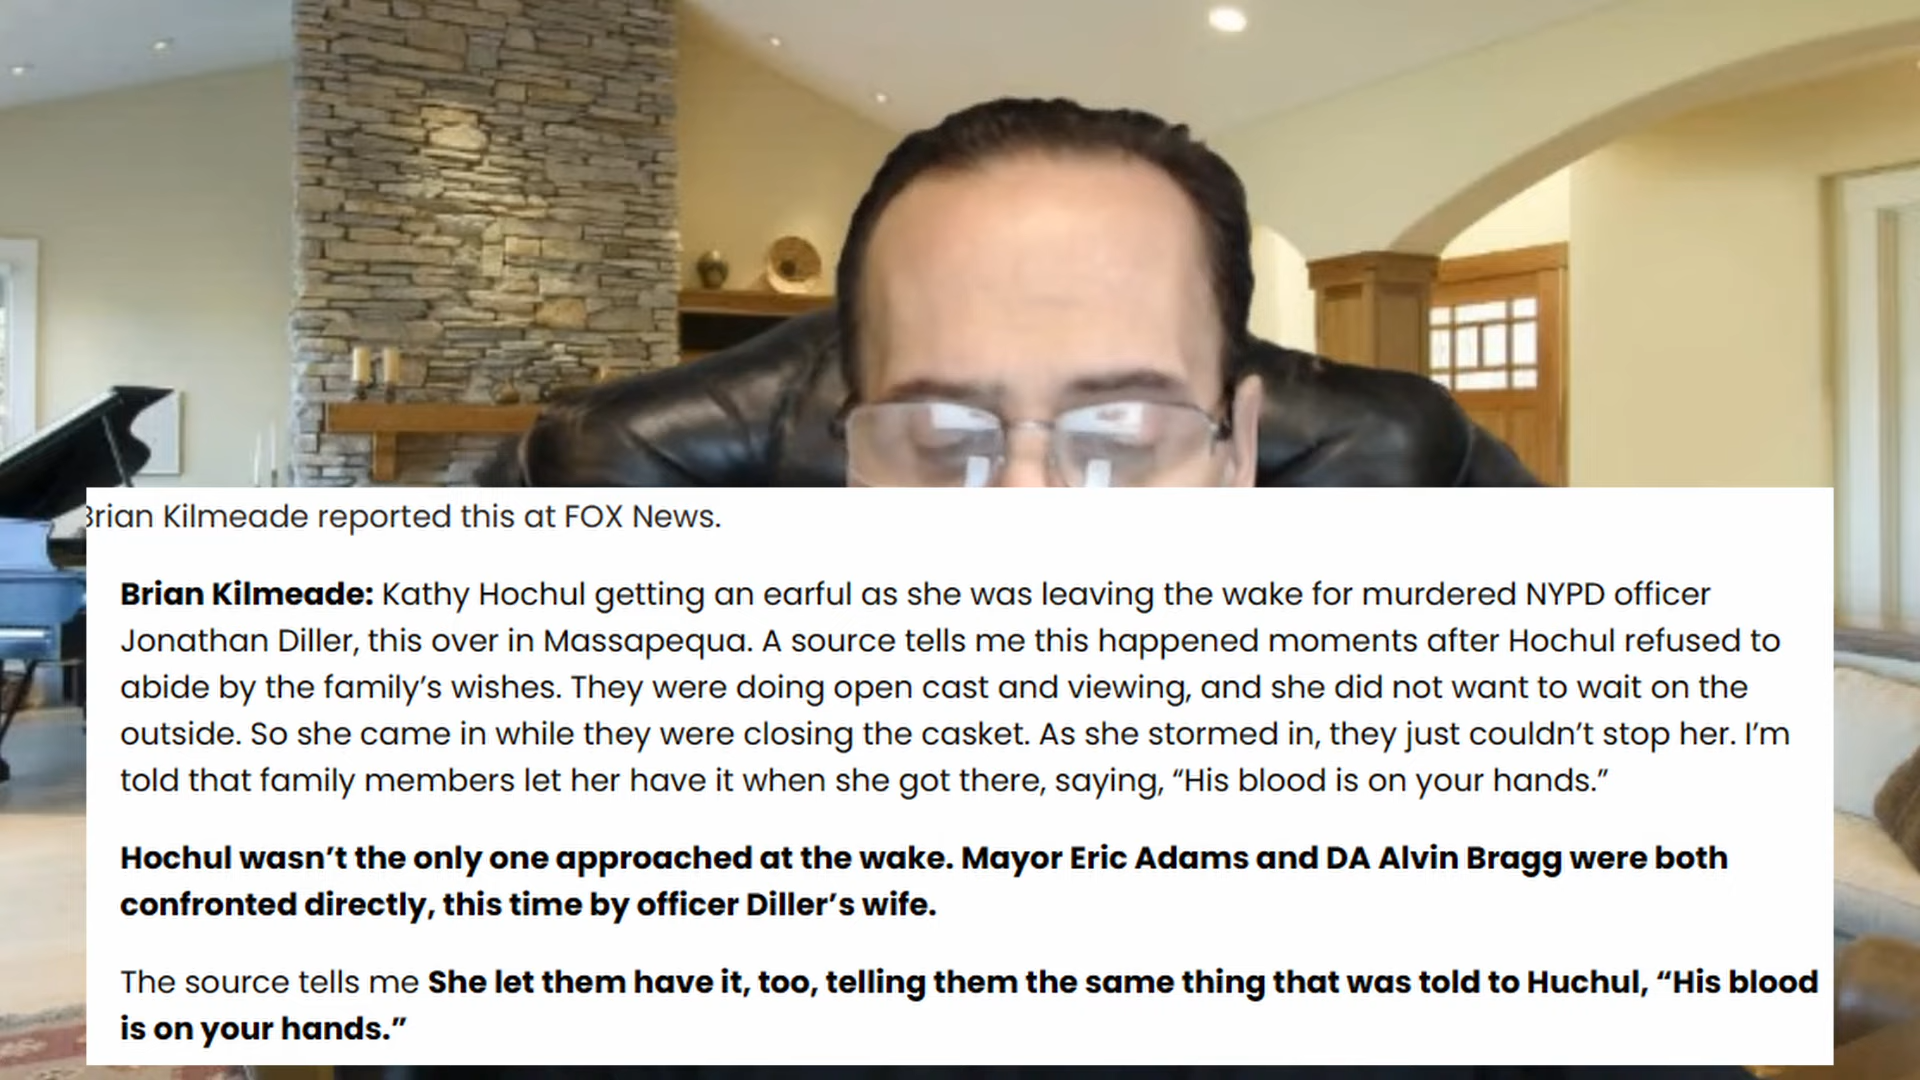 Brian Kilmeade reported this at FOX News.
Brian Kilmeade: Kathy Hochul getting an earful as she was leaving the wake for murdered NYPD officer
Jonathan Diller, this over in Massapequa. A source tells me this happened moments after Hochul refused to
abide by the family’s wishes. They were doing open cast and viewing, and she did not want to wait on the
outside. So she came in while they were closing the casket. As she stormed in, they just couldn’t stop her. I’m
told that family members let her have it when she got there, saying, “His blood is on your hands.”
Hochul wasn’t the only one approached at the wake. Mayor Eric Adams and DA Alvin Bragg were both
confronted directly, this time by officer Diller’s wife.
The source tells me She let them have it, too, telling them the same thing that was told to Huchul, “His blood
is on your hands.”